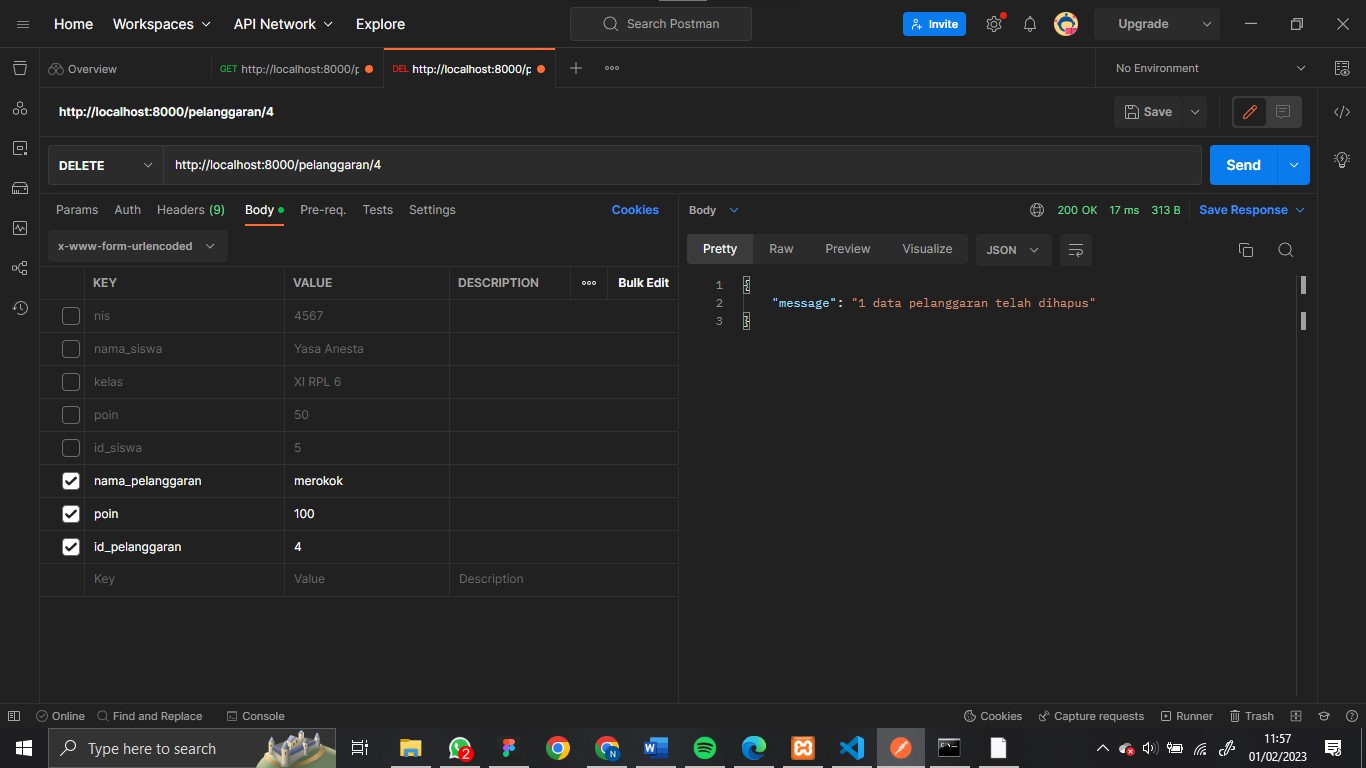 Home Workspaces API Network Explore Search Postman Invite Upgrade
Overview GET http://localhost:8000/p DEL http://localhost:8000/p No Environment
http://localhost:8000/pelanggaran/4 Save
DELETE http://localhost:8000/pelanggaran/4 Send
Params Auth Headers (9) Body Pre-req. Tests Settings Cookies
Body 200 OK 17 ms 313 B Save Response
x-www-form-urlencoded
Pretty Raw Preview Visualize JSON
KEY VALUE DESCRIPTION Bulk Edit
nis 4567
nama_siswa Yasa Anesta
kelas XI RPL 6
poin 50
id_siswa 5
nama_pelanggaran merokok
poin 100
id_pelanggaran 4
Key Value Description
1 {
2 "message": "1 data pelanggaran telah dihapus"
3 }
Online Find and Replace Console Cookies Capture requests Runner Trash
Type here to search 2 N 11:57
01/02/2023